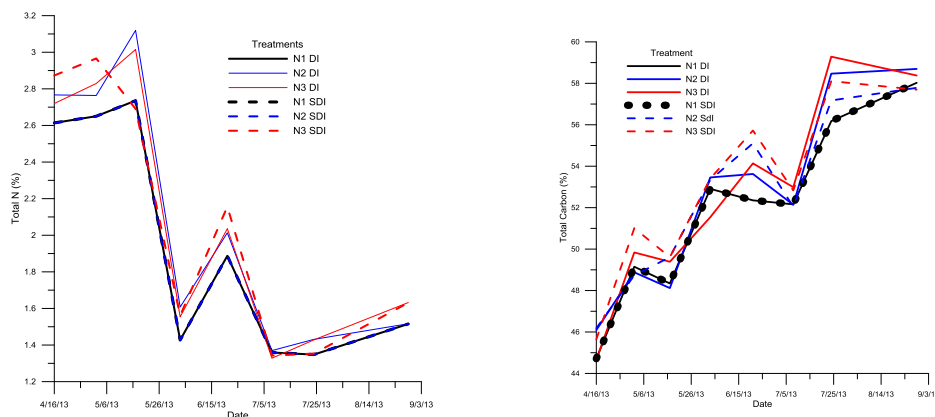 3.2
3
2.8
2.6
2.4
2.2
2
1.8
1.6
1.4
1.2
Total N (%)
Treatments
N1 DI
N2 DI
N3 DI
N1 SDI
N2 SDI
N3 SDI
4/16/13 5/6/13 5/26/13 6/15/13 7/5/13 7/25/13 8/14/13 9/3/13
Date
60
58
56
54
52
50
48
46
44
Total Carbon (%)
Treatment
N1 DI
N2 DI
N3 DI
N1 SDI
N2 SdI
N3 SDI
4/16/13 5/6/13 5/26/13 6/15/13 7/5/13 7/25/13 8/14/13 9/3/1
Date